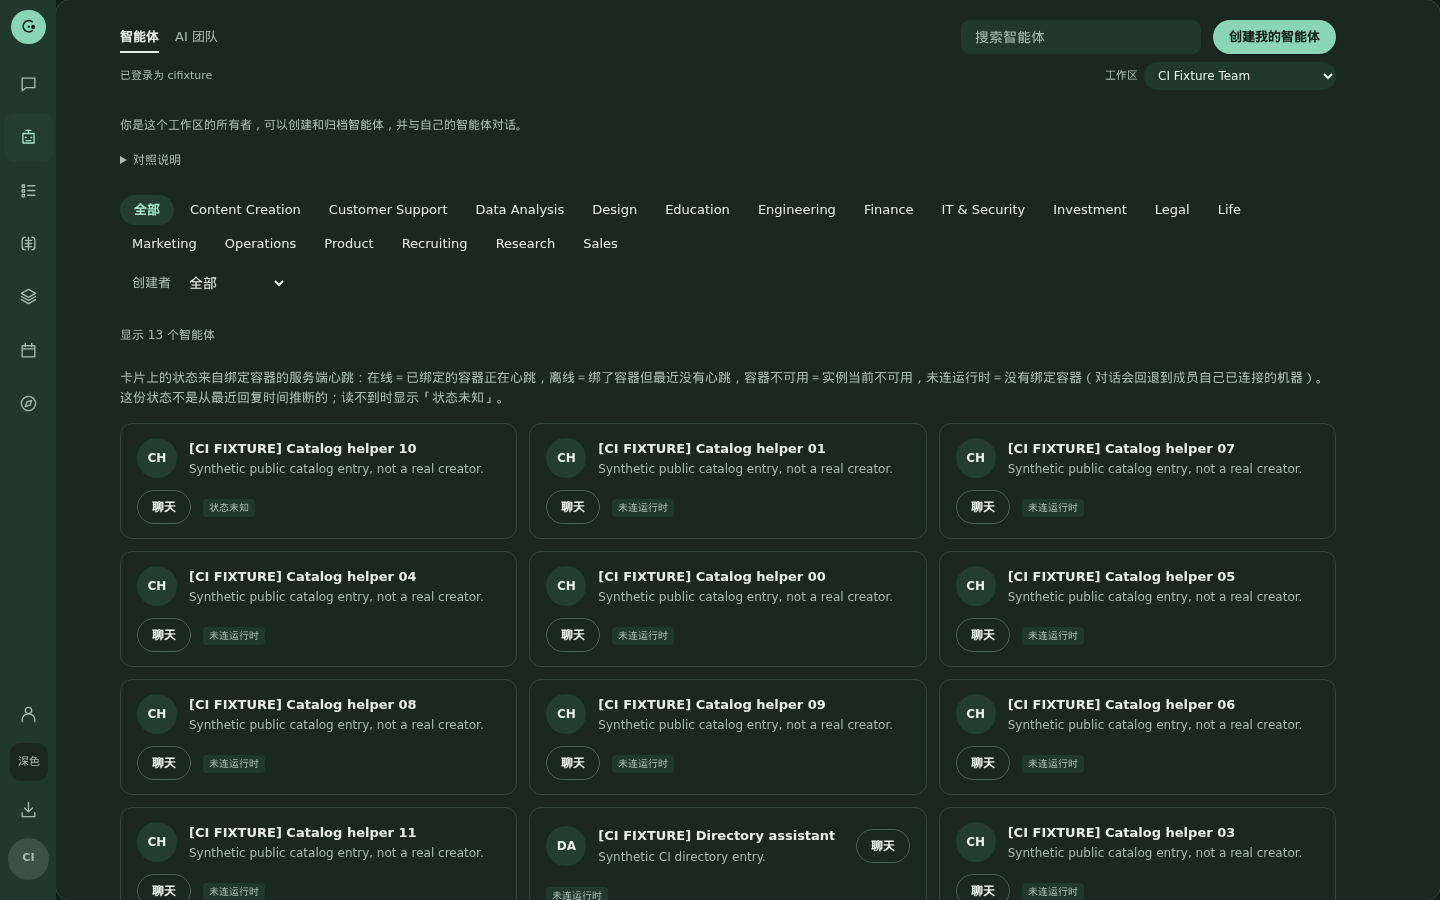 智能体 AI 团队 搜索智能体 创建我的智能体
已登录为 cifixture 工作区 CI Fixture Team
你是这个工作区的所有者，可以创建和归档智能体，并与自己的智能体对话。
对照说明
全部 Content Creation Customer Support Data Analysis Design Education Engineering Finance IT & Security Investment Legal Life
Marketing Operations Product Recruiting Research Sales
创建者 全部
显示 13 个智能体
卡片上的状态来自绑定容器的服务端心跳：在线 = 已绑定的容器正在心跳，离线 = 绑了容器但最近没有心跳，容器不可用 = 实例当前不可用，未连运行时 = 没有绑定容器（对话会回退到成员自己已连接的机器）。
这份状态不是从最近回复时间推断的；读不到时显示「状态未知」。
CH [CI FIXTURE] Catalog helper 10
Synthetic public catalog entry, not a real creator.
聊天 状态未知
CH [CI FIXTURE] Catalog helper 01
Synthetic public catalog entry, not a real creator.
聊天 未连运行时
CH [CI FIXTURE] Catalog helper 07
Synthetic public catalog entry, not a real creator.
聊天 未连运行时
CH [CI FIXTURE] Catalog helper 04
Synthetic public catalog entry, not a real creator.
聊天 未连运行时
CH [CI FIXTURE] Catalog helper 00
Synthetic public catalog entry, not a real creator.
聊天 未连运行时
CH [CI FIXTURE] Catalog helper 05
Synthetic public catalog entry, not a real creator.
聊天 未连运行时
CH [CI FIXTURE] Catalog helper 08
Synthetic public catalog entry, not a real creator.
聊天 未连运行时
CH [CI FIXTURE] Catalog helper 09
Synthetic public catalog entry, not a real creator.
聊天 未连运行时
CH [CI FIXTURE] Catalog helper 06
Synthetic public catalog entry, not a real creator.
聊天 未连运行时
CH [CI FIXTURE] Catalog helper 11
Synthetic public catalog entry, not a real creator.
聊天 未连运行时
DA [CI FIXTURE] Directory assistant
Synthetic CI directory entry.
聊天
未连运行时
CH [CI FIXTURE] Catalog helper 03
Synthetic public catalog entry, not a real creator.
聊天 未连运行时
深色
CI